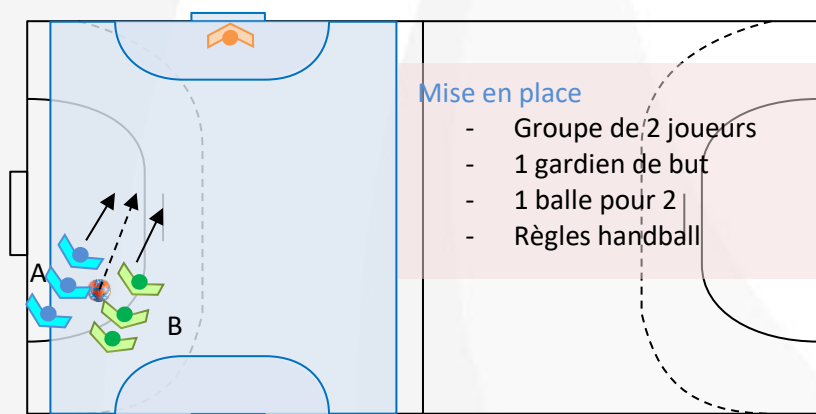 Mise en place
- Groupe de 2 joueurs
- 1 gardien de but
- 1 balle pour 2
- Règles handball
A
B